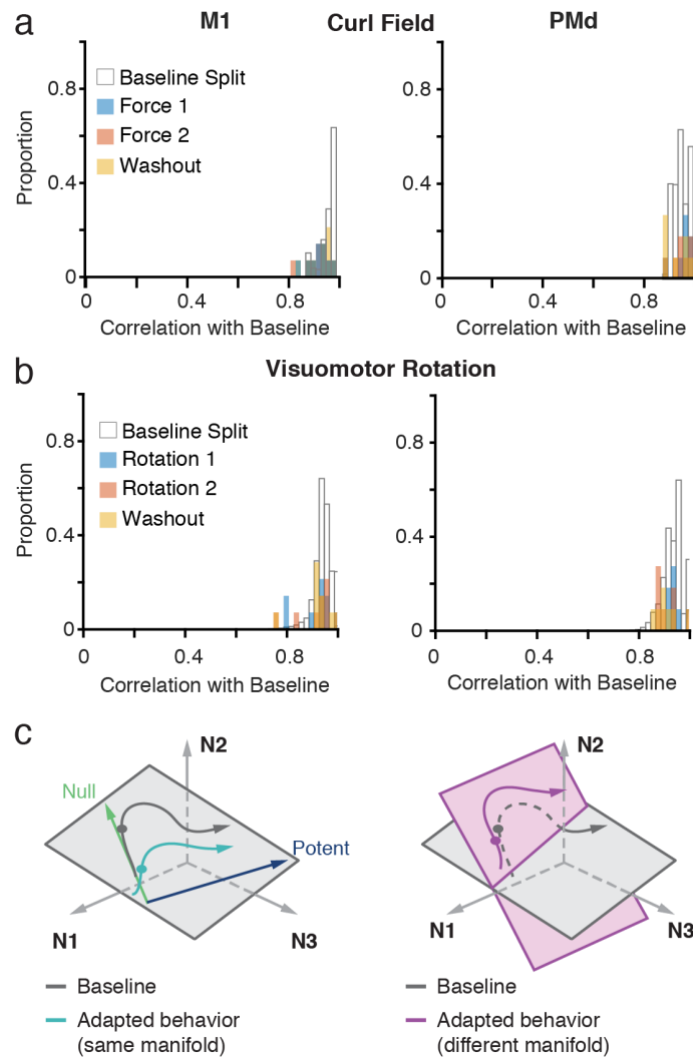 a
M1
Curl Field
PMd
0.8
0.4
0
Proportion
Baseline Split
Force 1
Force 2
Washout
0 0.4 0.8
Correlation with Baseline
0.8
0.4
0
0 0.4 0.8
Correlation with Baseline
b
Visuomotor Rotation
0.8
0.4
0
Proportion
Baseline Split
Rotation 1
Rotation 2
Washout
0 0.4 0.8
Correlation with Baseline
0.8
0.4
0
0 0.4 0.8
Correlation with Baseline
c
N2
Null
Potent
N1
N3
Baseline
Adapted behavior
(same manifold)
N2
N1
N3
Baseline
Adapted behavior
(different manifold)